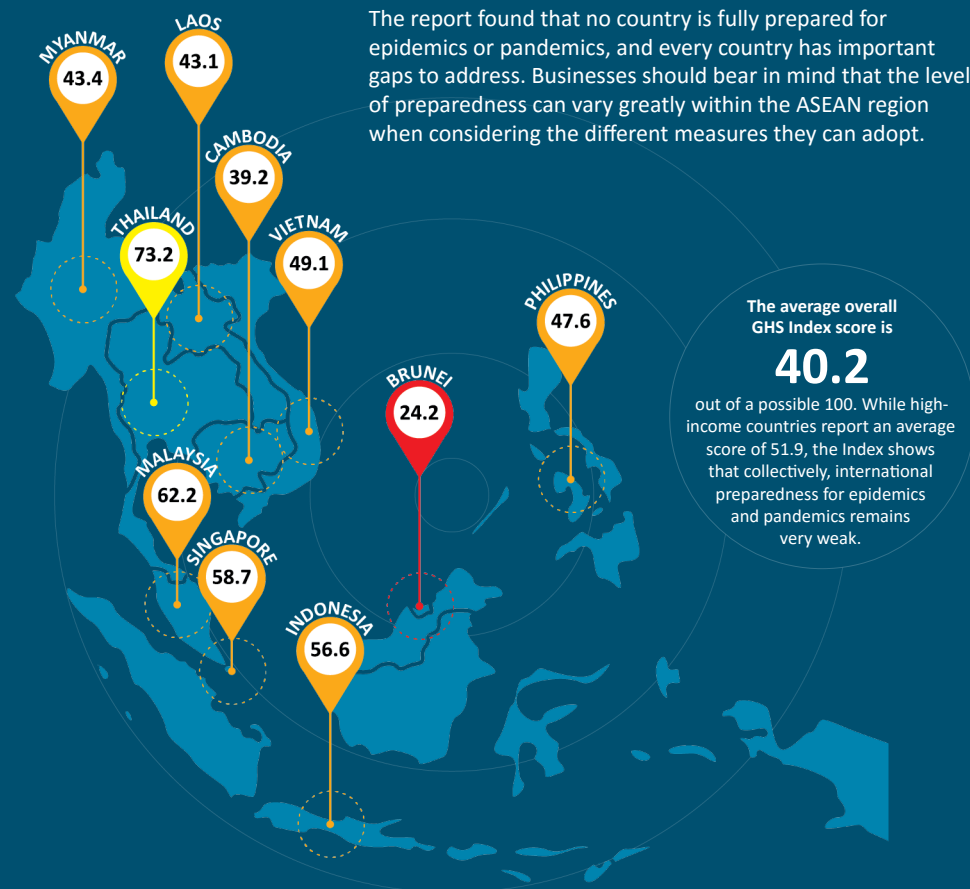 The report found that no country is fully prepared for
epidemics or pandemics, and every country has important
gaps to address. Businesses should bear in mind that the level
of preparedness can vary greatly within the ASEAN region
when considering the different measures they can adopt.
MYANMAR
43.4
LAOS
43.1
CAMBODIA
39.2
THAILAND
73.2
VIETNAM
49.1
PHILIPPINES
47.6
BRUNEI
24.2
MALAYSIA
62.2
SINGAPORE
58.7
INDONESIA
56.6
The average overall
GHS Index score is
40.2
out of a possible 100. While high-
income countries report an average
score of 51.9, the Index shows
that collectively, international
preparedness for epidemics
and pandemics remains
very weak.